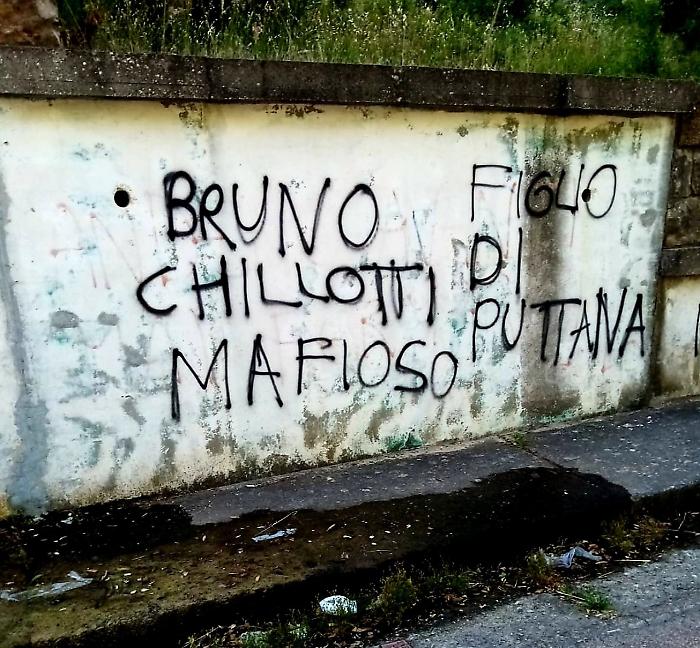 BRUNO
CHILLOTTI
MAFIOSO
FIGLIO
DI
PUTTANA